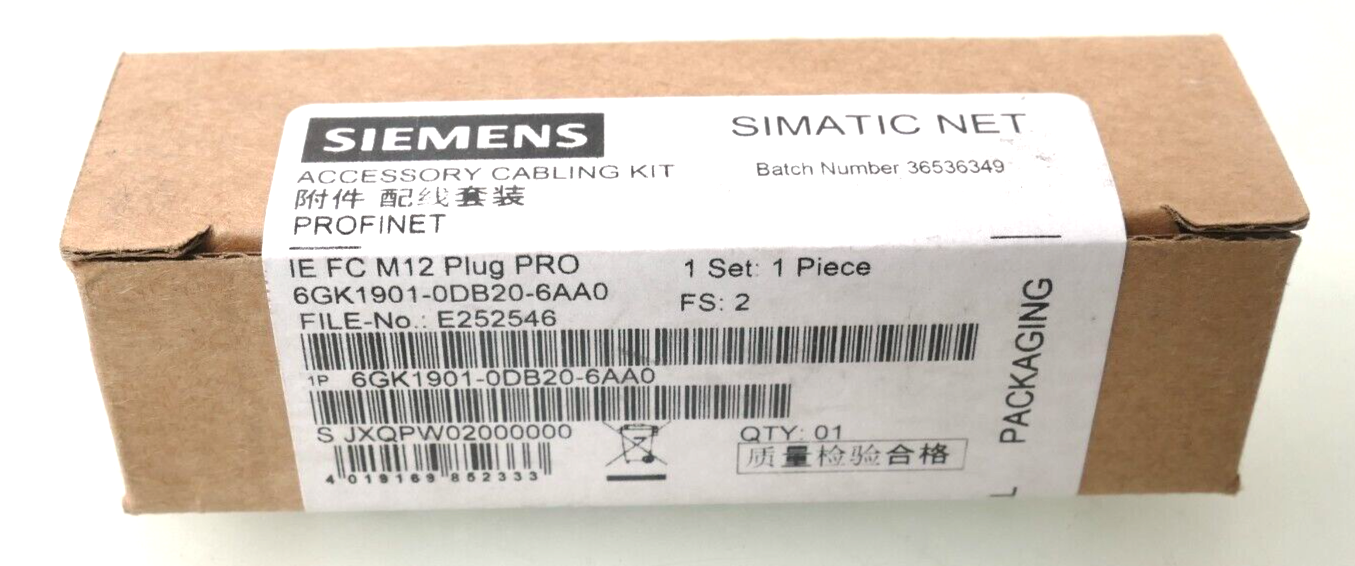 SIEMENS
SIMATIC NET
ACCESSORY CABLING KIT
Batch Number 36536349
附件 配线套装
PROFINET
IE FC M12 Plug PRO
1 Set: 1 Piece
6GK1901-0DB20-6AA0
FS: 2
FILE-No.: E252546
1P 6GK1901-0DB20-6AA0
S JXQPW02000000
QTY: 01
质量检验合格
4 019169 852333
PACKAGING
L